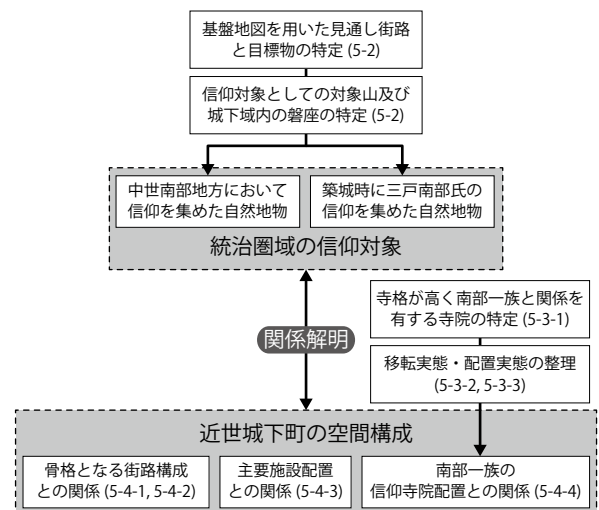 基盤地図を用いた見通し街路
と目標物の特定 (5-2)
信仰対象としての対象山及び
城下域内の磐座の特定 (5-2)
中世南部地方において
信仰を集めた自然地物
築城時に三戸南部氏の
信仰を集めた自然地物
統治圏域の信仰対象
関係解明
寺格が高く南部一族と関係を
有する寺院の特定 (5-3-1)
移転実態・配置実態の整理
(5-3-2, 5-3-3)
近世城下町の空間構成
骨格となる街路構成
との関係 (5-4-1, 5-4-2)
主要施設配置
との関係 (5-4-3)
南部一族の
信仰寺院配置との関係 (5-4-4)